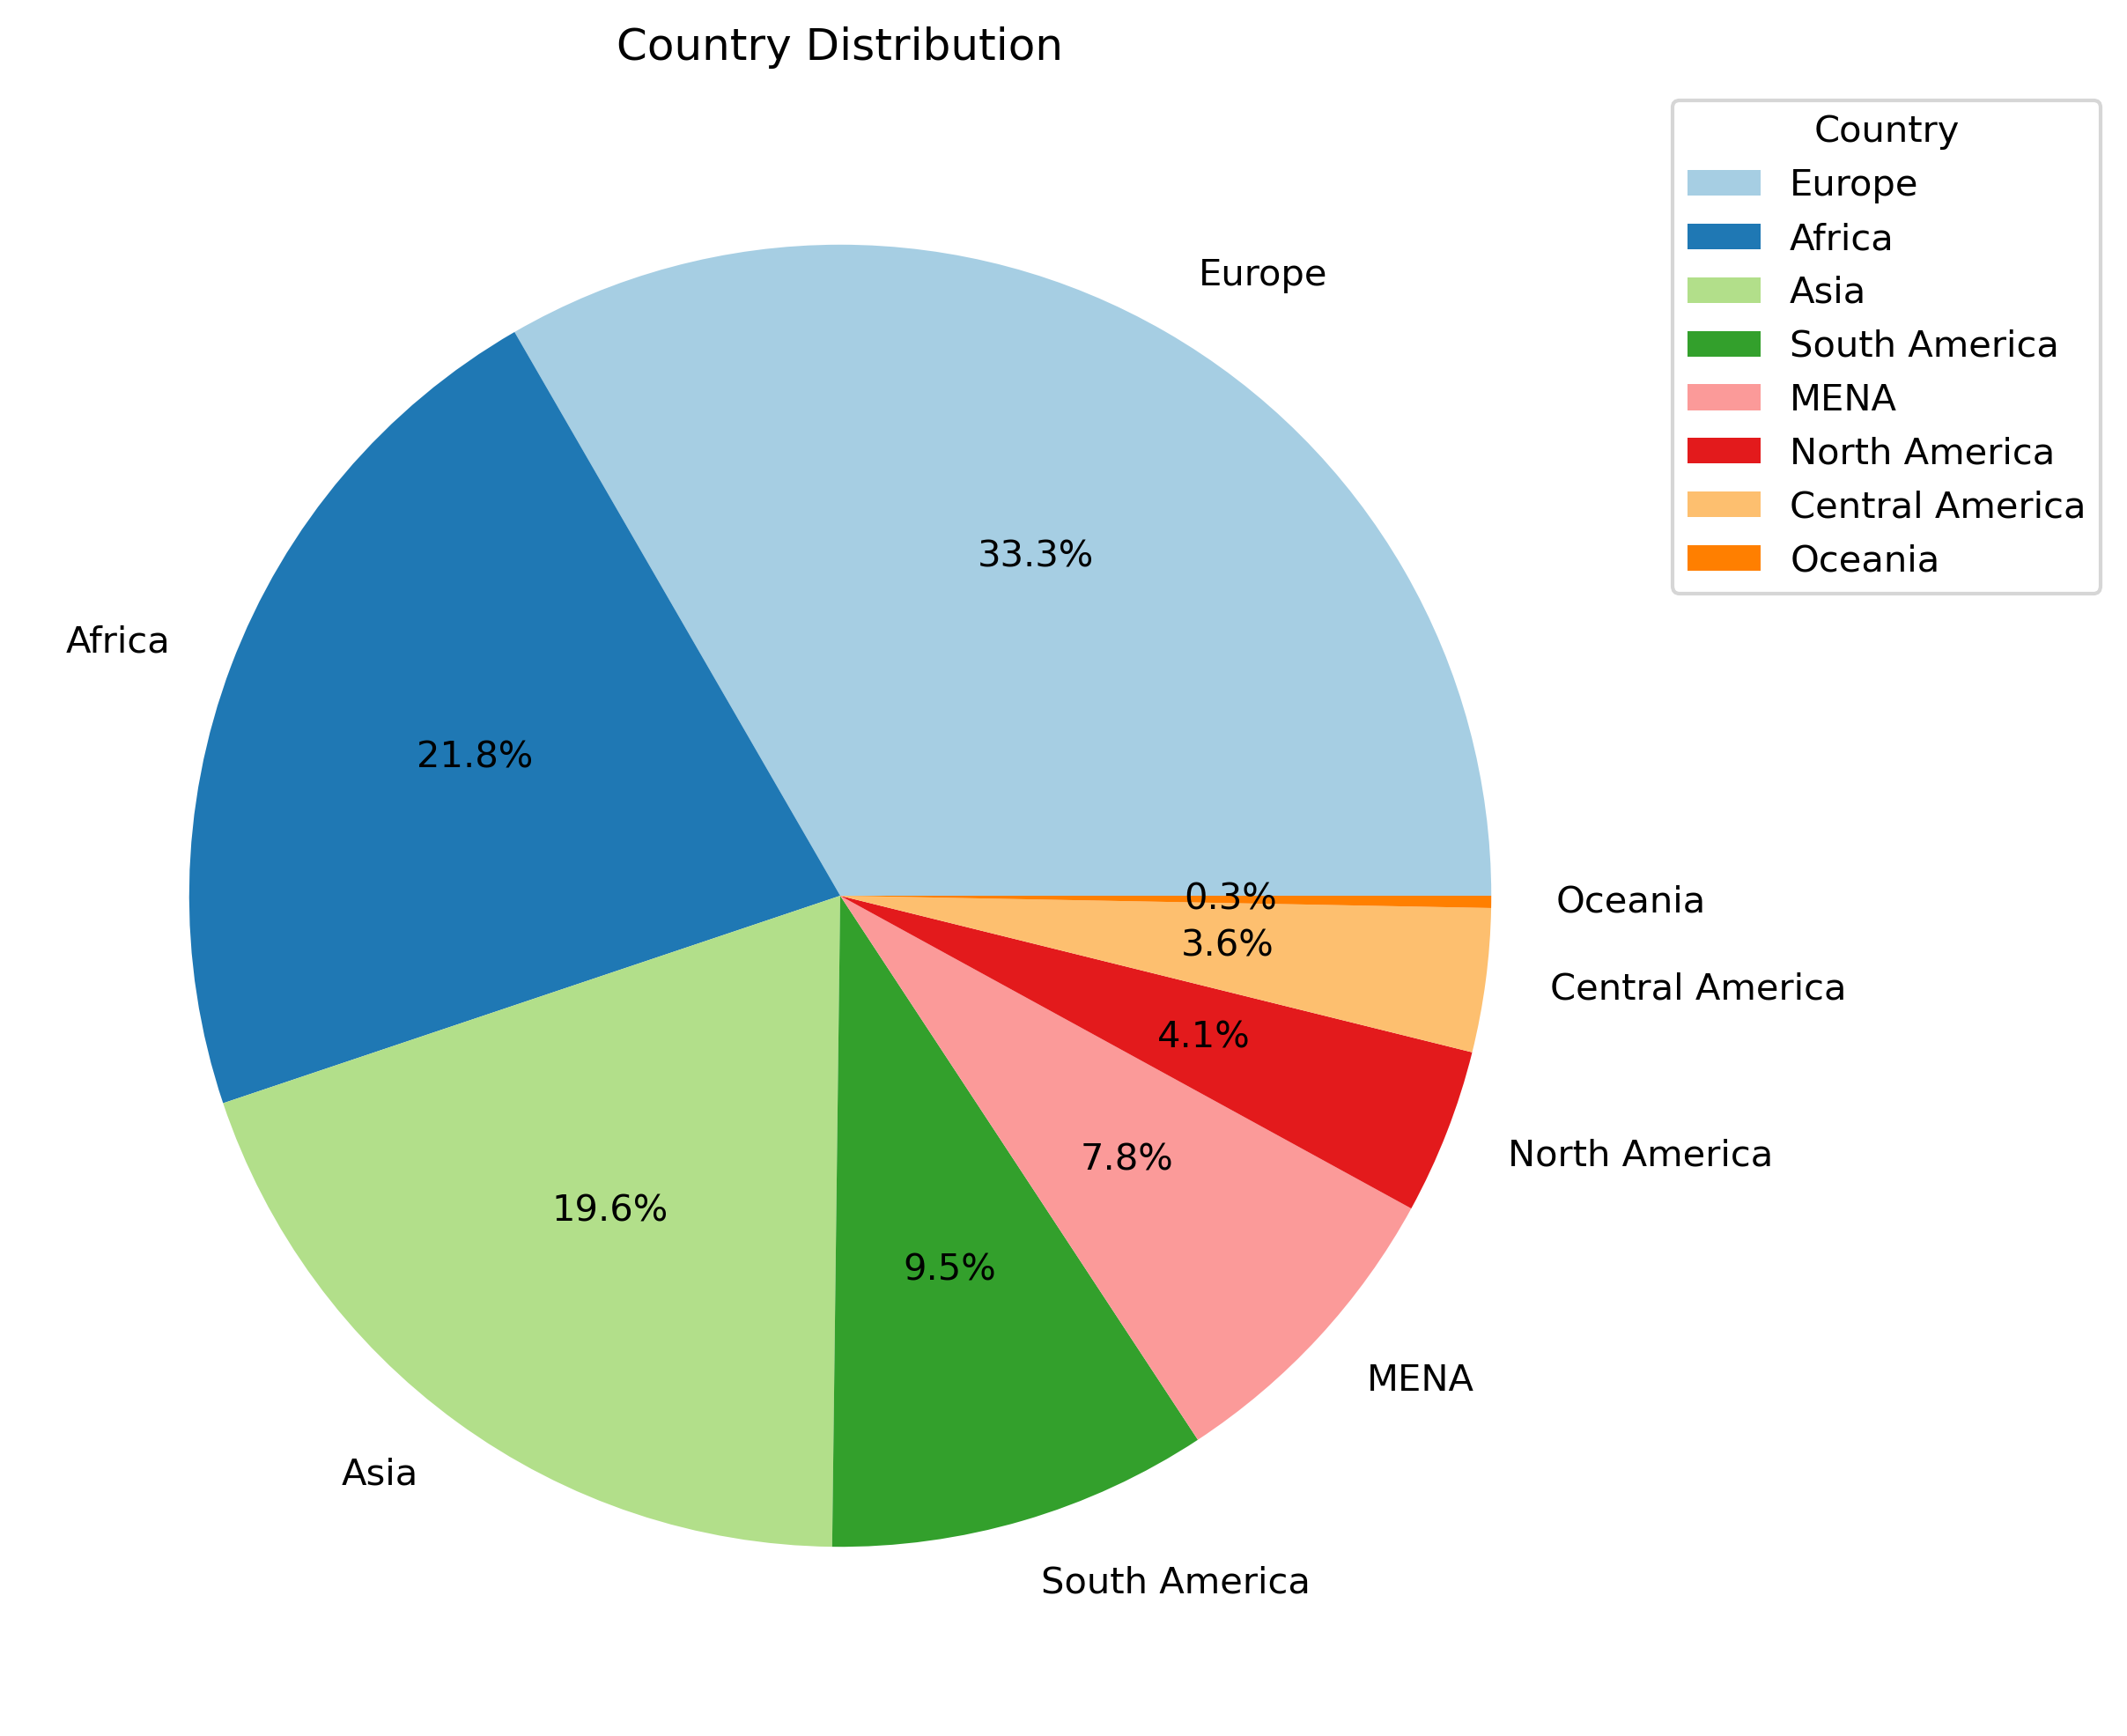 Country Distribution
Country
Europe
Africa
Asia
South America
MENA
North America
Central America
Oceania
Europe
33.3%
Africa
21.8%
Oceania
0.3%
Central America
3.6%
4.1%
North America
7.8%
MENA
19.6%
Asia
9.5%
South America